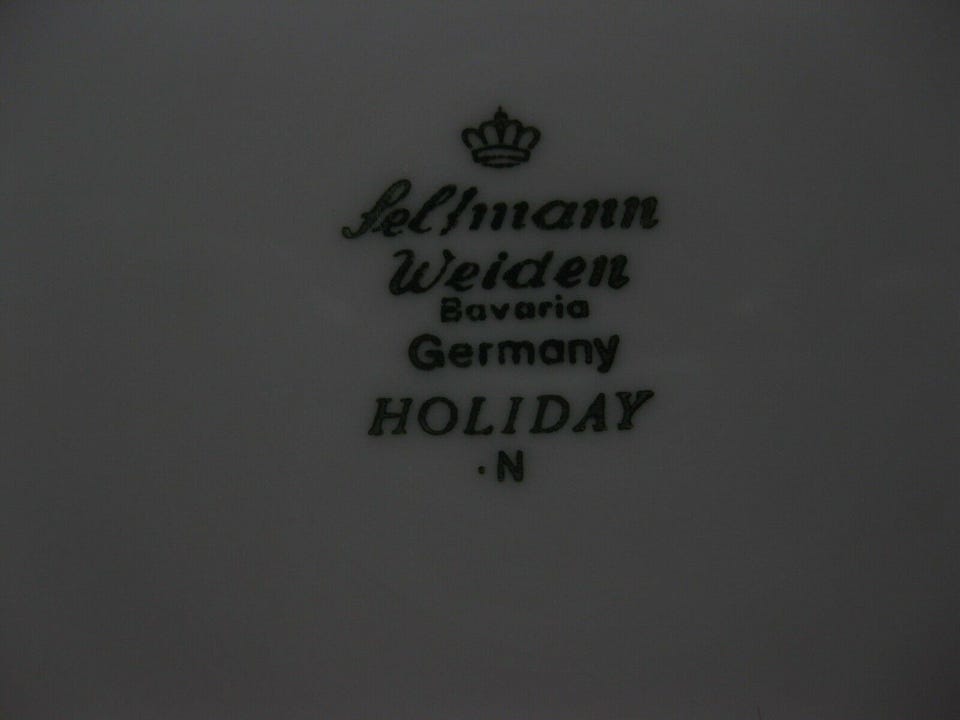 Seltmann
Weiden
Bavaria
Germany
HOLIDAY
·N